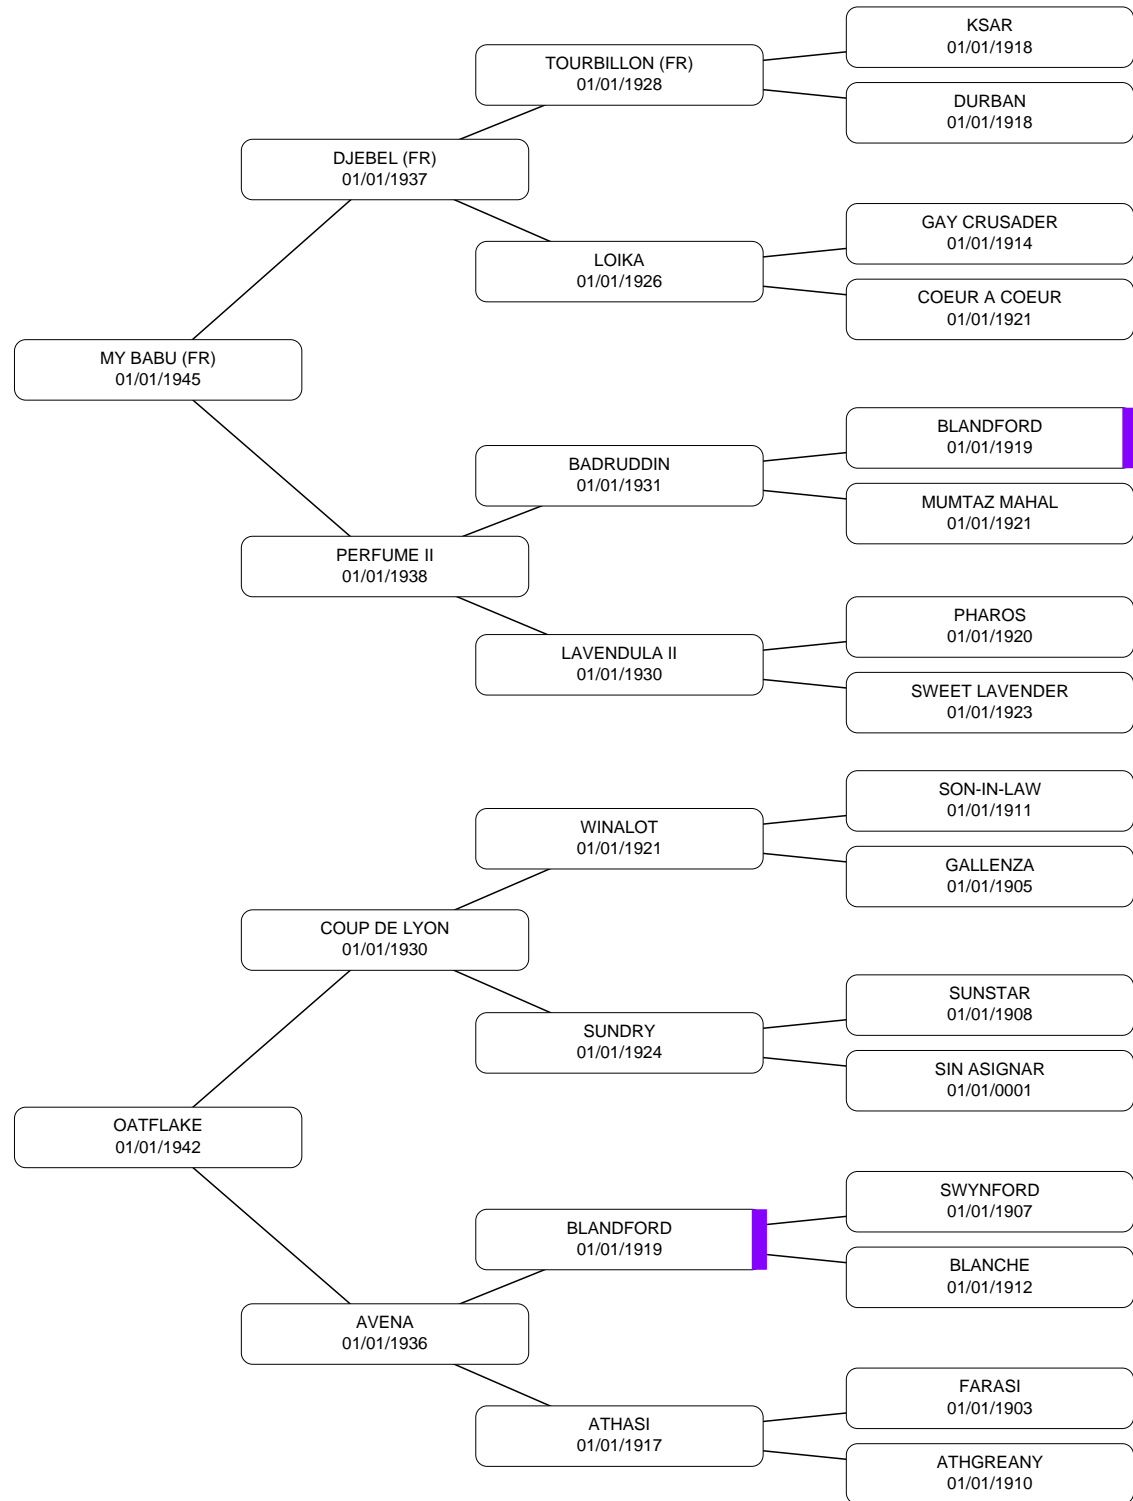 KSAR
01/01/1918
TOURBILLON (FR)
01/01/1928
DURBAN
01/01/1918
DJEBEL (FR)
01/01/1937
GAY CRUSADER
01/01/1914
LOIKA
01/01/1926
COEUR A COEUR
01/01/1921
MY BABU (FR)
01/01/1945
BLANDFORD
01/01/1919
BADRUDDIN
01/01/1931
MUMTAZ MAHAL
01/01/1921
PERFUME II
01/01/1938
PHAROS
01/01/1920
LAVENDULA II
01/01/1930
SWEET LAVENDER
01/01/1923
SON-IN-LAW
01/01/1911
WINALOT
01/01/1921
GALLENZA
01/01/1905
COUP DE LYON
01/01/1930
SUNSTAR
01/01/1908
SUNDRY
01/01/1924
SIN ASIGNAR
01/01/0001
OATFLAKE
01/01/1942
SWYNFORD
01/01/1907
BLANDFORD
01/01/1919
BLANCHE
01/01/1912
AVENA
01/01/1936
FARASI
01/01/1903
ATHASI
01/01/1917
ATHGREANY
01/01/1910